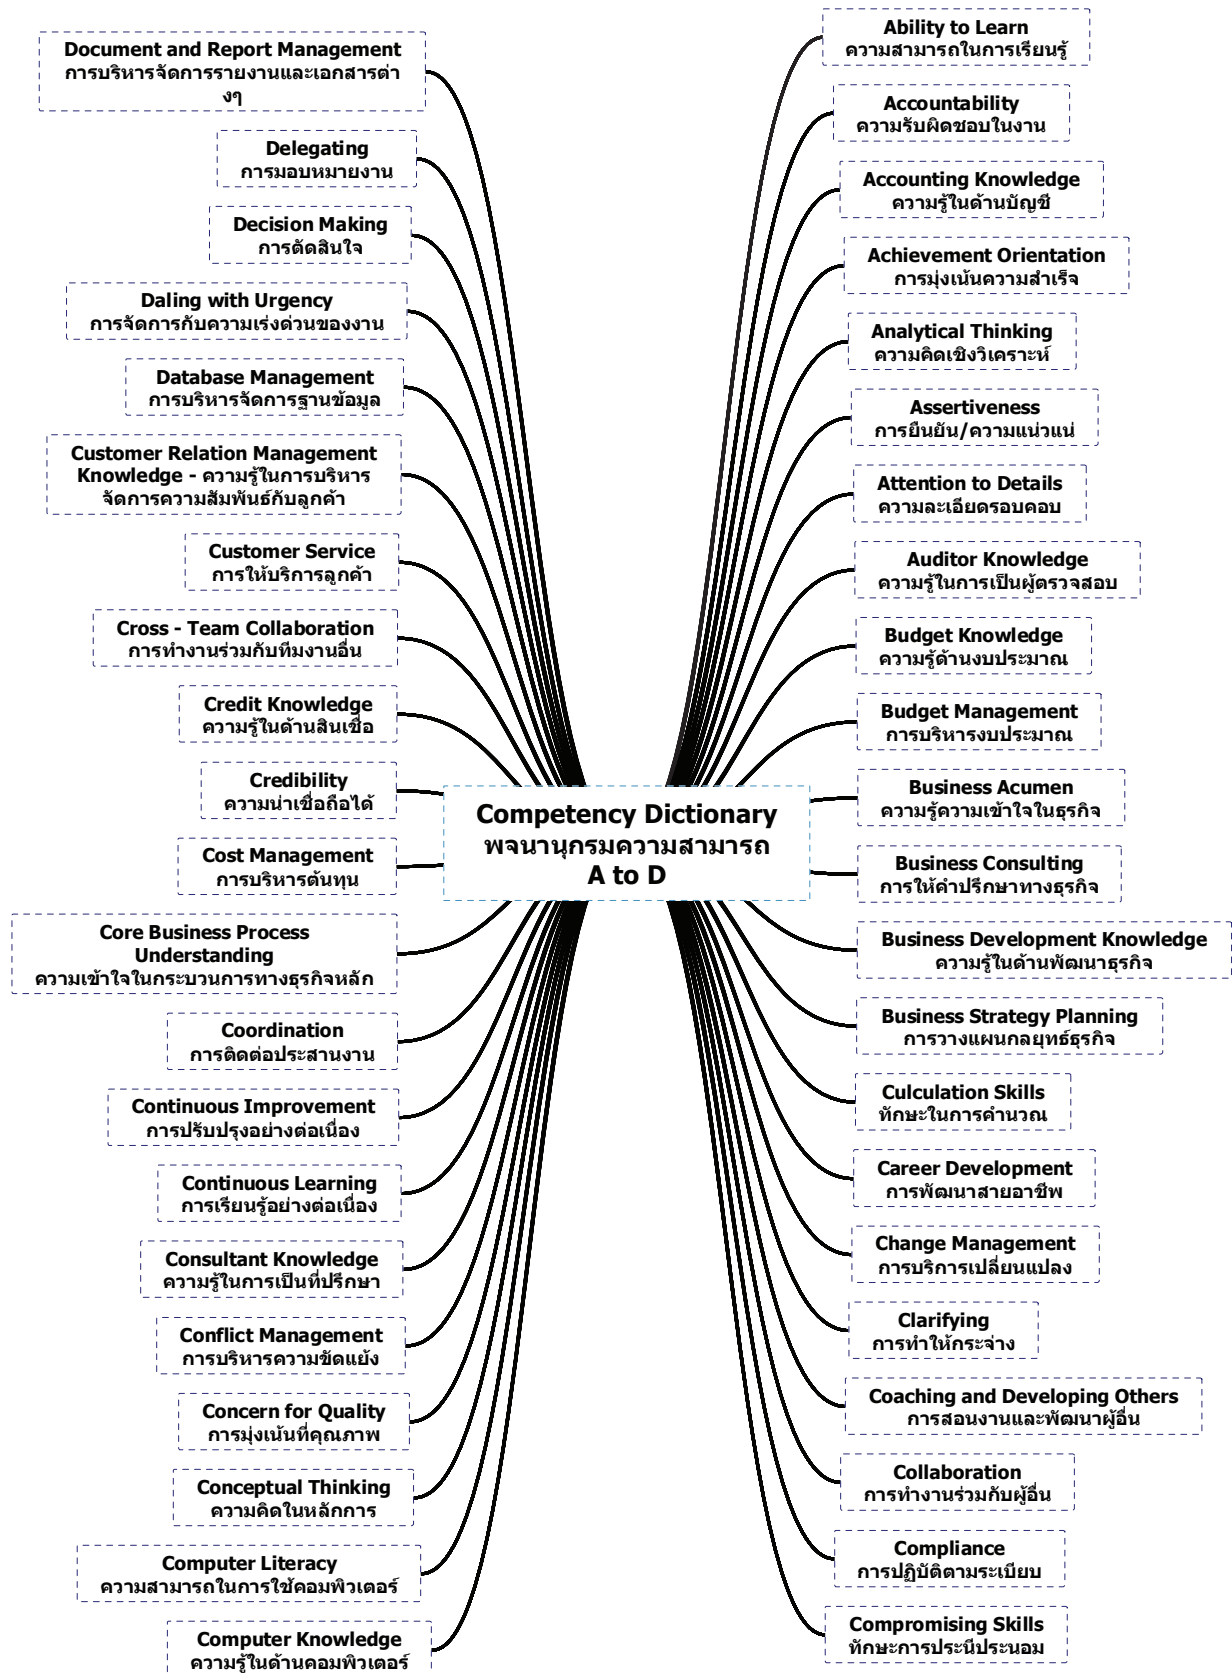 Competency Dictionary
พจนานุกรมความสามารถ
A to D
Ability to Learn
ความสามารถในการเรียนรู้
Accountability
ความรับผิดชอบในงาน
Accounting Knowledge
ความรู้ในด้านบัญชี
Achievement Orientation
การมุ่งเน้นความสำเร็จ
Analytical Thinking
ความคิดเชิงวิเคราะห์
Assertiveness
การยืนยัน/ความแน่วแน่
Attention to Details
ความละเอียดรอบคอบ
Auditor Knowledge
ความรู้ในการเป็นผู้ตรวจสอบ
Budget Knowledge
ความรู้ด้านงบประมาณ
Budget Management
การบริหารงบประมาณ
Business Acumen
ความรู้ความเข้าใจในธุรกิจ
Business Consulting
การให้คำปรึกษาทางธุรกิจ
Business Development Knowledge
ความรู้ในด้านพัฒนาธุรกิจ
Business Strategy Planning
การวางแผนกลยุทธ์ธุรกิจ
Culculation Skills
ทักษะในการคำนวณ
Career Development
การพัฒนาสายอาชีพ
Change Management
การบริการเปลี่ยนแปลง
Clarifying
การทำให้กระจ่าง
Coaching and Developing Others
การสอนงานและพัฒนาผู้อื่น
Collaboration
การทำงานร่วมกับผู้อื่น
Compliance
การปฏิบัติตามระเบียบ
Compromising Skills
ทักษะการประนีประนอม
Document and Report Management
การบริหารจัดการรายงานและเอกสารต่า
งๆ
Delegating
การมอบหมายงาน
Decision Making
การตัดสินใจ
Daling with Urgency
การจัดการกับความเร่งด่วนของงาน
Database Management
การบริหารจัดการฐานข้อมูล
Customer Relation Management
Knowledge - ความรู้ในการบริหาร
จัดการความสัมพันธ์กับลูกค้า
Customer Service
การให้บริการลูกค้า
Cross - Team Collaboration
การทำงานร่วมกับทีมงานอื่น
Credit Knowledge
ความรู้ในด้านสินเชื่อ
Credibility
ความน่าเชื่อถือได้
Cost Management
การบริหารต้นทุน
Core Business Process
Understanding
ความเข้าใจในกระบวนการทางธุรกิจหลัก
Coordination
การติดต่อประสานงาน
Continuous Improvement
การปรับปรุงอย่างต่อเนื่อง
Continuous Learning
การเรียนรู้อย่างต่อเนื่อง
Consultant Knowledge
ความรู้ในการเป็นที่ปรึกษา
Conflict Management
การบริหารความขัดแย้ง
Concern for Quality
การมุ่งเน้นที่คุณภาพ
Conceptual Thinking
ความคิดในหลักการ
Computer Literacy
ความสามารถในการใช้คอมพิวเตอร์
Computer Knowledge
ความรู้ในด้านคอมพิวเตอร์